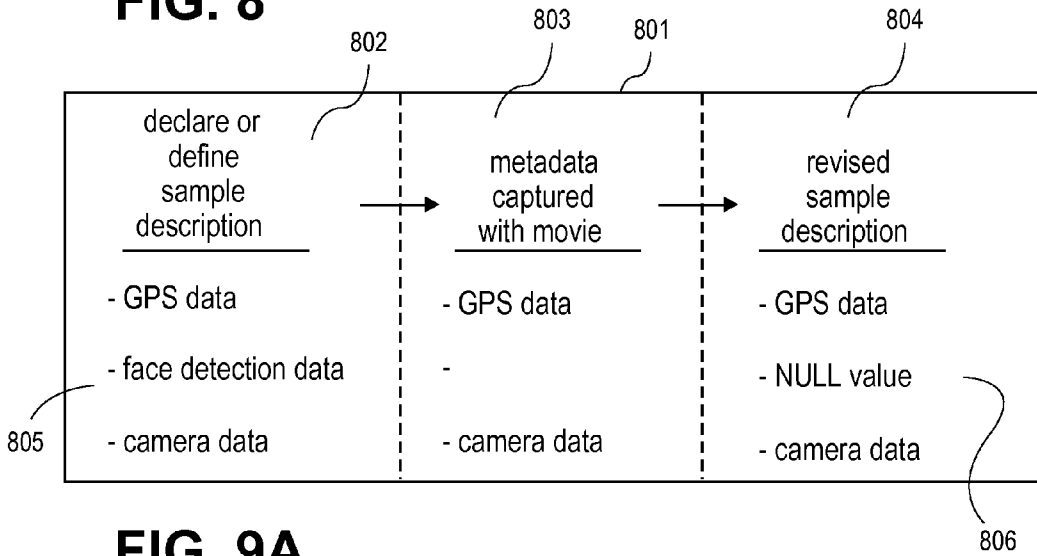 FIG. 8
802
803
801
804
declare or
define
sample
description
metadata
captured
with movie
revised
sample
description
- GPS data
- GPS data
- GPS data
- face detection data
-
- NULL value
805
- camera data
- camera data
- camera data
806
FIG. 9A